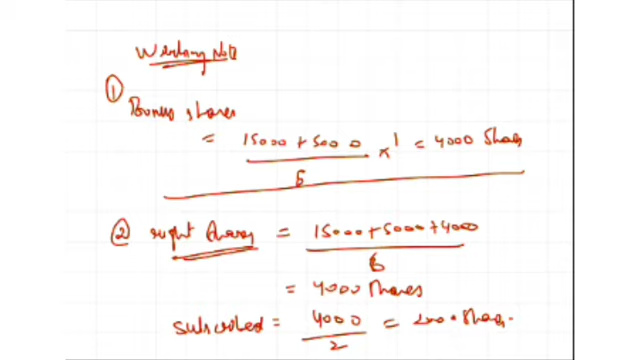 Working Note
①
Bonus shares
= 15000 + 5000 / 5 × 1 = 4000 Shares
② right shares = 15000 + 5000 + 4000 / 6
= 4000 Shares
subscribed = 4000 / 2 = 2000 Shares.